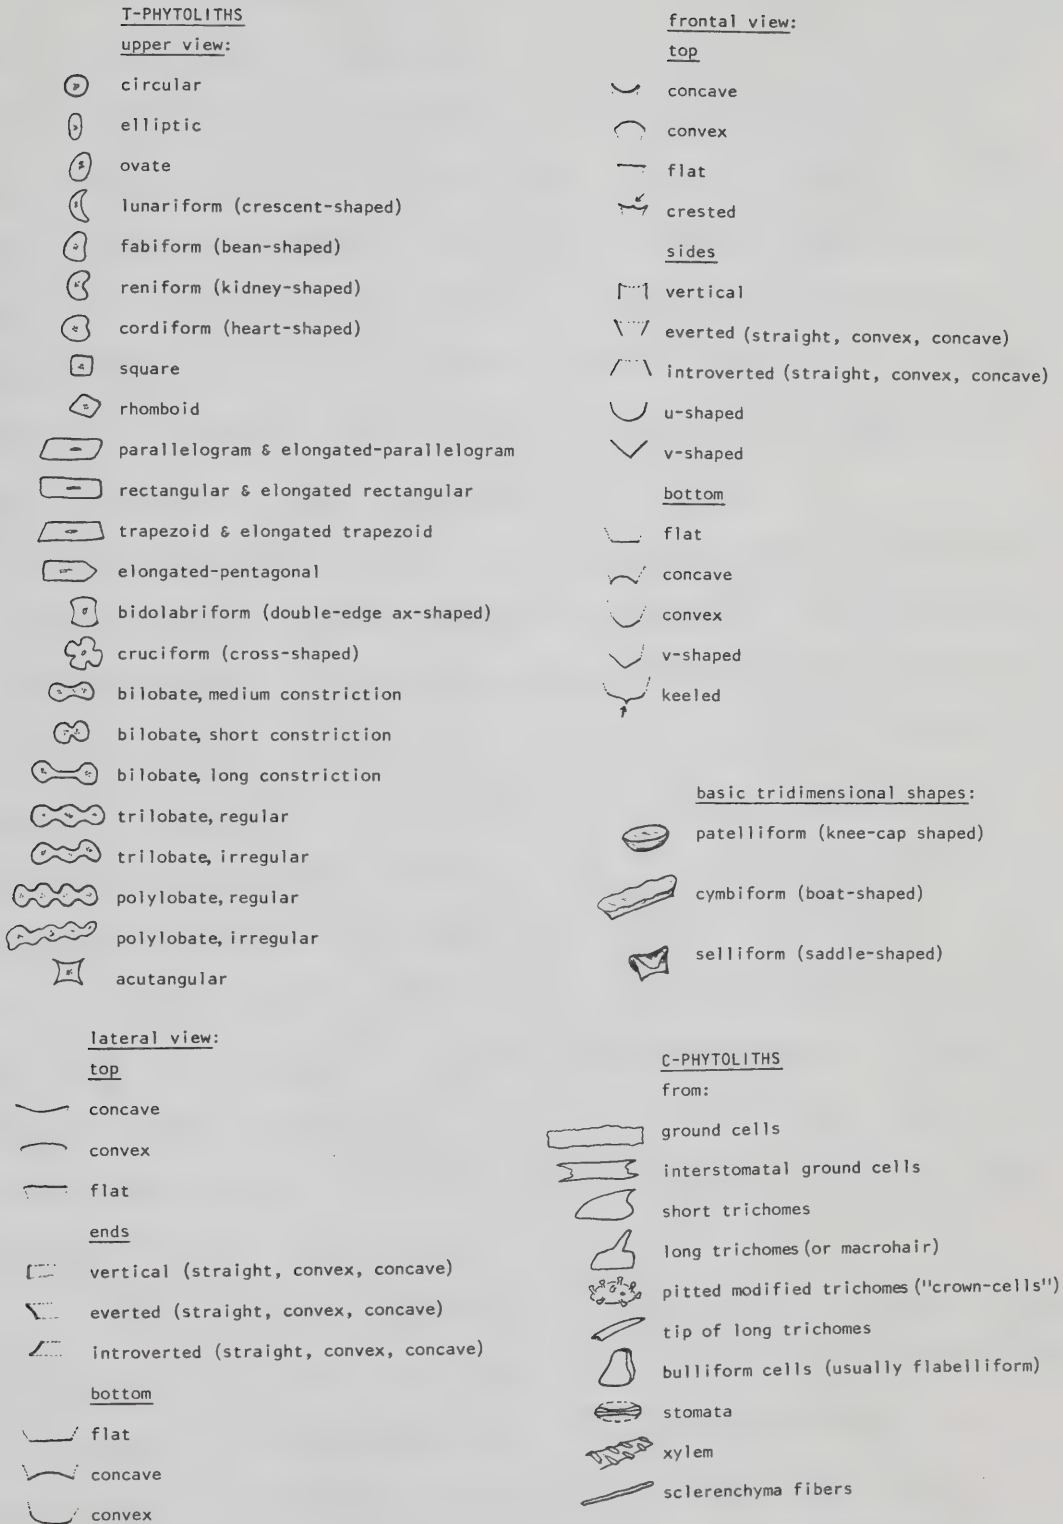 T-PHYTOLITHS
upper view:
circular
elliptic
ovate
lunariform (crescent-shaped)
fabiform (bean-shaped)
reniform (kidney-shaped)
cordiform (heart-shaped)
square
rhomboid
parallelogram & elongated-parallelogram
rectangular & elongated rectangular
trapezoid & elongated trapezoid
elongated-pentagonal
bidolabriform (double-edge ax-shaped)
cruciform (cross-shaped)
bilobate, medium constriction
bilobate, short constriction
bilobate, long constriction
trilobate, regular
trilobate, irregular
polylobate, regular
polylobate, irregular
acutangular
lateral view:
top
concave
convex
flat
ends
vertical (straight, convex, concave)
everted (straight, convex, concave)
introverted (straight, convex, concave)
bottom
flat
concave
convex
frontal view:
top
concave
convex
flat
crested
sides
vertical
everted (straight, convex, concave)
introverted (straight, convex, concave)
u-shaped
v-shaped
bottom
flat
concave
convex
v-shaped
keeled
basic tridimensional shapes:
patelliform (knee-cap shaped)
cymbiform (boat-shaped)
selliform (saddle-shaped)
C-PHYTOLITHS
from:
ground cells
interstomatal ground cells
short trichomes
long trichomes (or macrohair)
pitted modified trichomes ("crown-cells")
tip of long trichomes
bulliform cells (usually flabelliform)
stomata
xylem
sclerenchyma fibers